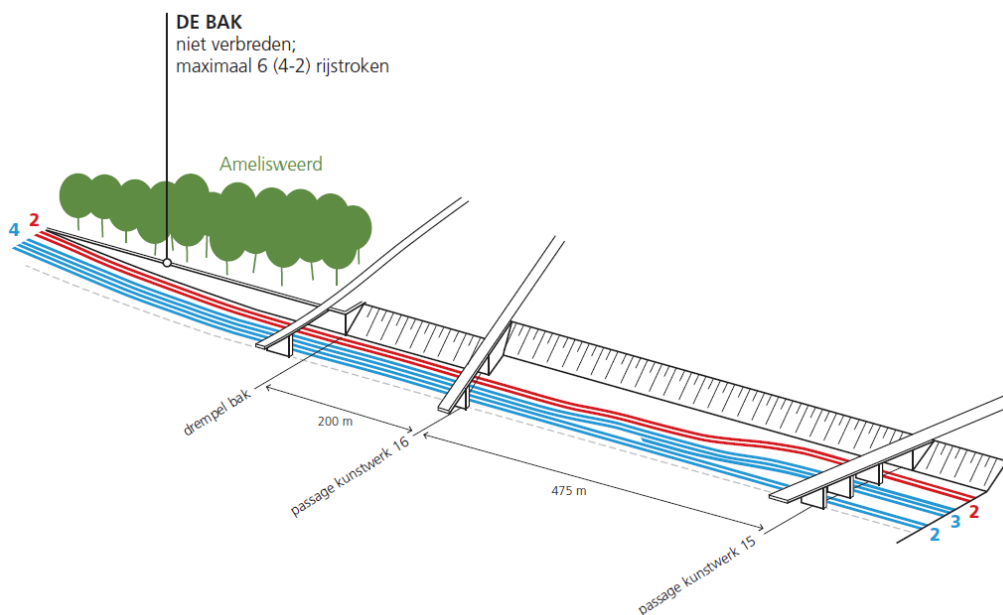 DE BAK
niet verbreden;
maximaal 6 (4-2) rijstroken
Amelisweerd
4 2
drempel bak
200 m
passage kunstwerk 16
475 m
passage kunstwerk 15
2 3 2